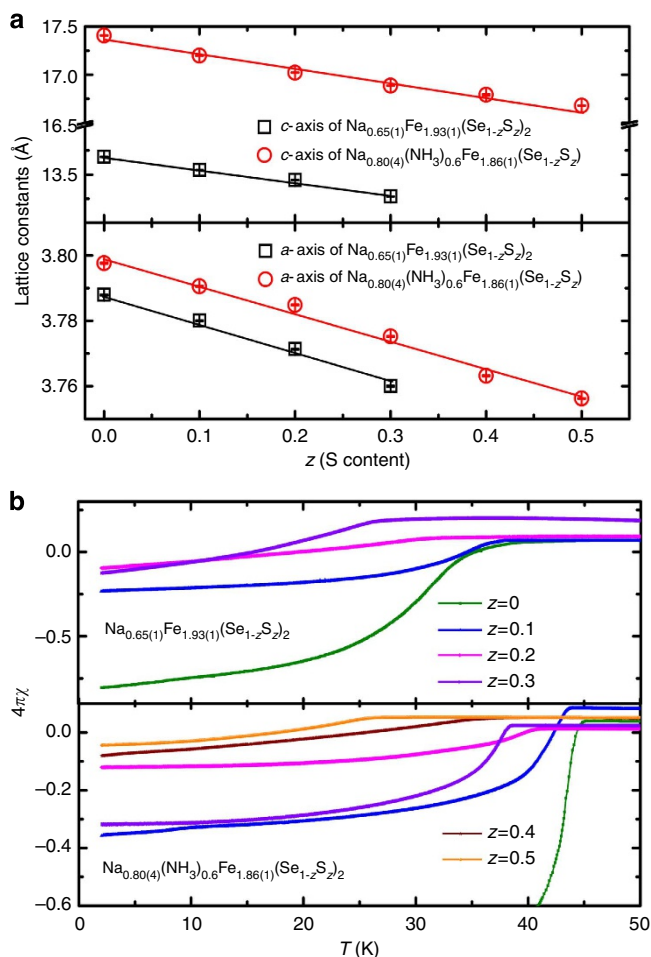 a
17.5
17.0
16.5
13.5
3.80
3.78
3.76
Lattice constants (Å)
c-axis of Na0.65(1)Fe1.93(1)(Se1-zSz)2
c-axis of Na0.80(4)(NH3)0.6Fe1.86(1)(Se1-zSz)
a-axis of Na0.65(1)Fe1.93(1)(Se1-zSz)2
a-axis of Na0.80(4)(NH3)0.6Fe1.86(1)(Se1-zSz)
0.0 0.1 0.2 0.3 0.4 0.5
z (S content)
b
0.0
−0.5
0.0
−0.2
−0.4
−0.6
4πχ
Na0.65(1)Fe1.93(1)(Se1-zSz)2
z=0
z=0.1
z=0.2
z=0.3
z=0.4
z=0.5
Na0.80(4)(NH3)0.6Fe1.86(1)(Se1-zSz)2
0 10 20 30 40 50
T (K)